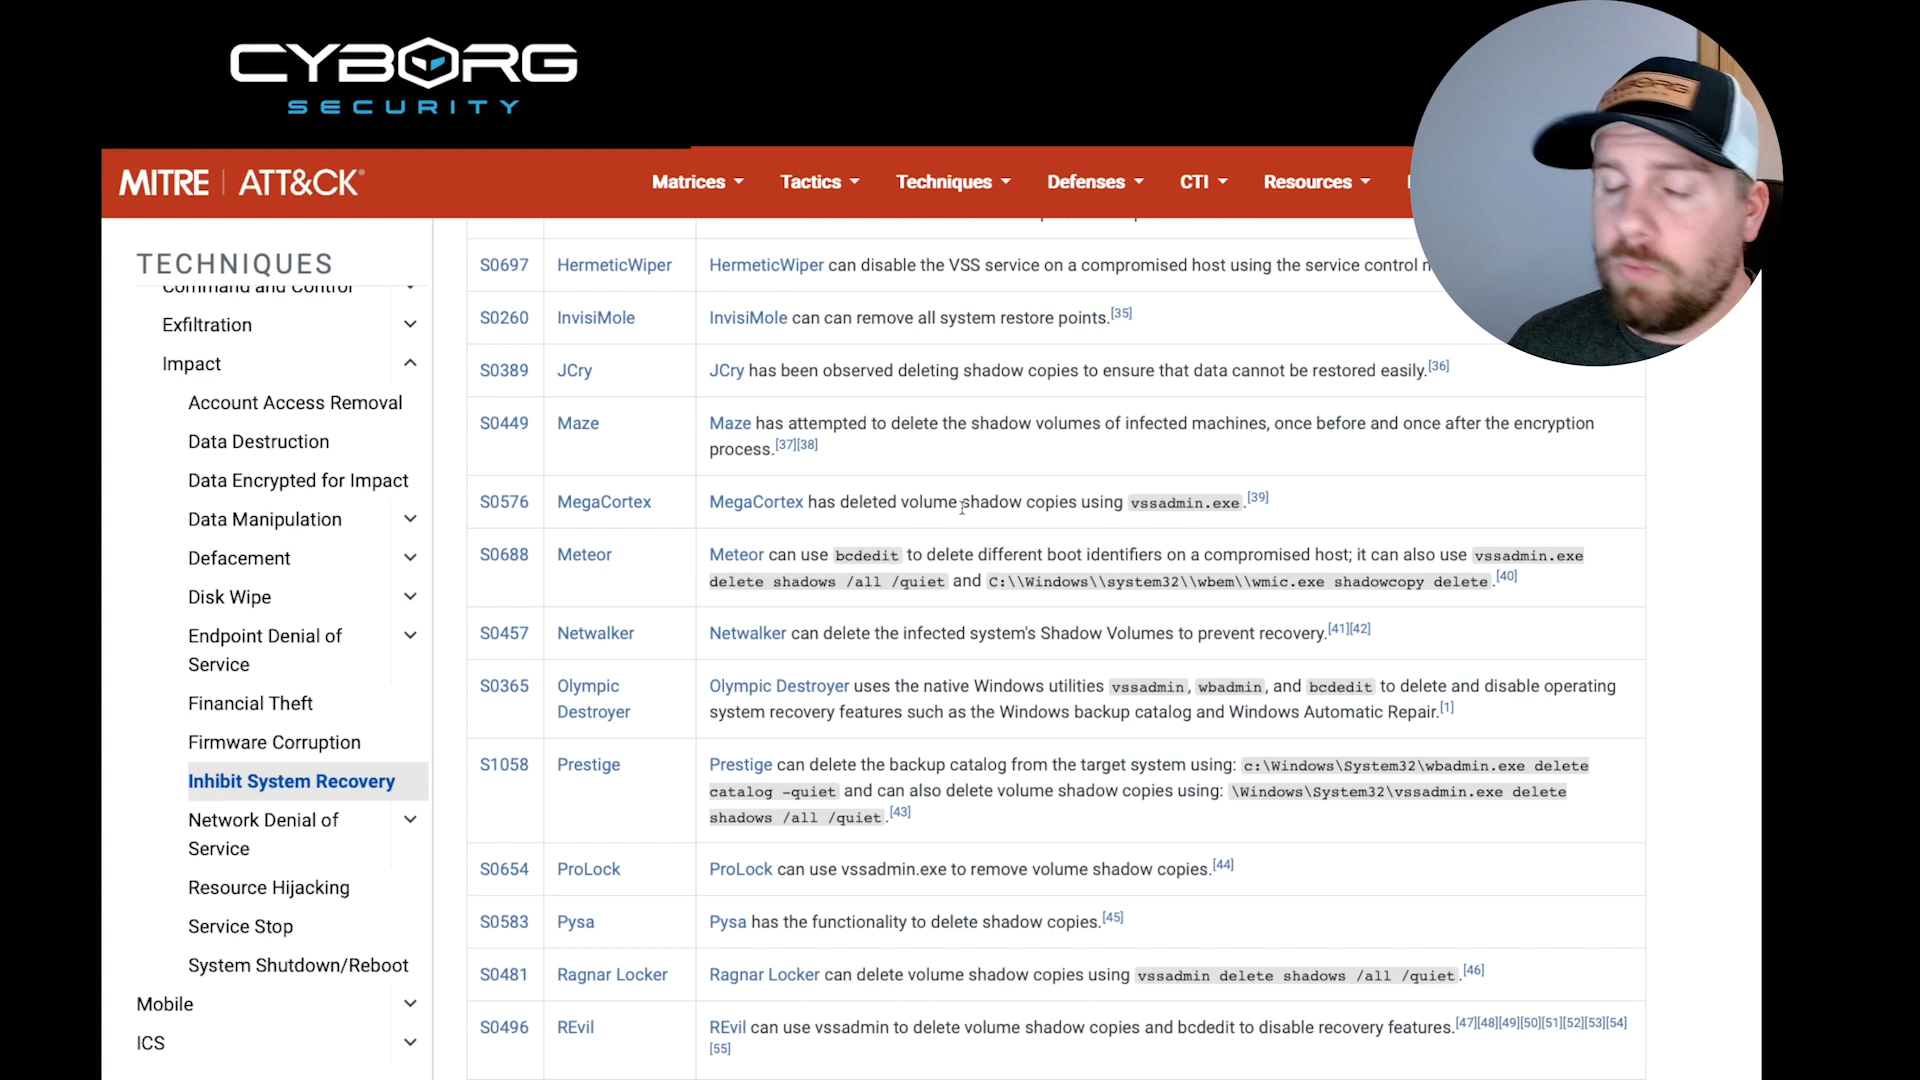 CYBORG
SECURITY
CYBORG
MITRE | ATT&CK®
Matrices
Tactics
Techniques
Defenses
CTI
Resources
TECHNIQUES
Command and Control
Exfiltration
Impact
Account Access Removal
Data Destruction
Data Encrypted for Impact
Data Manipulation
Defacement
Disk Wipe
Endpoint Denial of
Service
Financial Theft
Firmware Corruption
Inhibit System Recovery
Network Denial of
Service
Resource Hijacking
Service Stop
System Shutdown/Reboot
Mobile
ICS
S0697 HermeticWiper HermeticWiper can disable the VSS service on a compromised host using the service control
S0260 InvisiMole InvisiMole can can remove all system restore points.[35]
S0389 JCry JCry has been observed deleting shadow copies to ensure that data cannot be restored easily.[36]
S0449 Maze Maze has attempted to delete the shadow volumes of infected machines, once before and once after the encryption
process.[37][38]
S0576 MegaCortex MegaCortex has deleted volume shadow copies using vssadmin.exe.[39]
S0688 Meteor Meteor can use bcdedit to delete different boot identifiers on a compromised host; it can also use vssadmin.exe
delete shadows /all /quiet and C:\\Windows\\system32\\wbem\\wmic.exe shadowcopy delete.[40]
S0457 Netwalker Netwalker can delete the infected system's Shadow Volumes to prevent recovery.[41][42]
S0365 Olympic Olympic Destroyer uses the native Windows utilities vssadmin, wbadmin, and bcdedit to delete and disable operating
Destroyer system recovery features such as the Windows backup catalog and Windows Automatic Repair.[1]
S1058 Prestige Prestige can delete the backup catalog from the target system using: c:\Windows\System32\wbadmin.exe delete
catalog -quiet and can also delete volume shadow copies using: \Windows\System32\vssadmin.exe delete
shadows /all /quiet.[43]
S0654 ProLock ProLock can use vssadmin.exe to remove volume shadow copies.[44]
S0583 Pysa Pysa has the functionality to delete shadow copies.[45]
S0481 Ragnar Locker Ragnar Locker can delete volume shadow copies using vssadmin delete shadows /all /quiet.[46]
S0496 REvil REvil can use vssadmin to delete volume shadow copies and bcdedit to disable recovery features.[47][48][49][50][51][52][53][54]
[55]